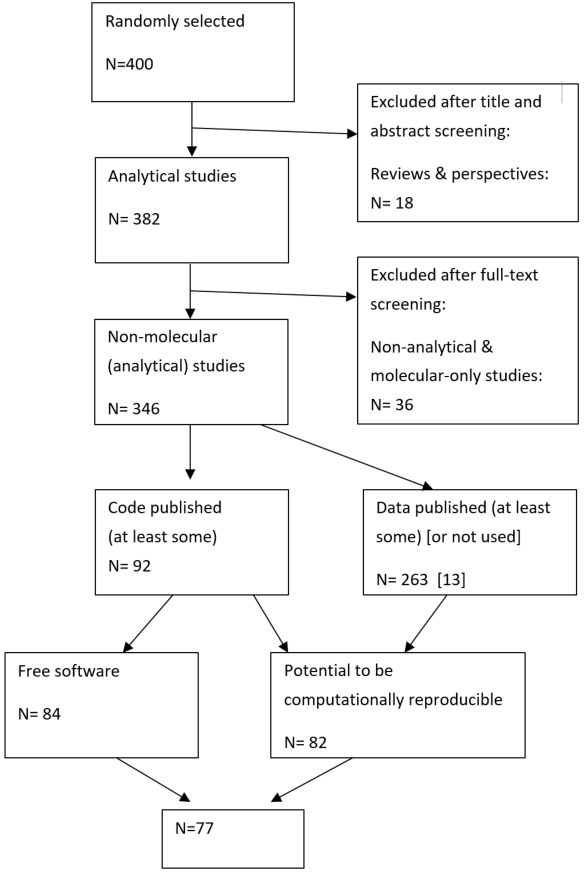 Randomly selected
N=400
Excluded after title and
abstract screening:
Reviews & perspectives:
N= 18
Analytical studies
N= 382
Excluded after full-text
screening:
Non-analytical &
molecular-only studies:
N= 36
Non-molecular
(analytical) studies
N= 346
Code published
(at least some)
N= 92
Data published (at least
some) [or not used]
N= 263  [13]
Free software
N= 84
Potential to be
computationally reproducible
N= 82
N=77